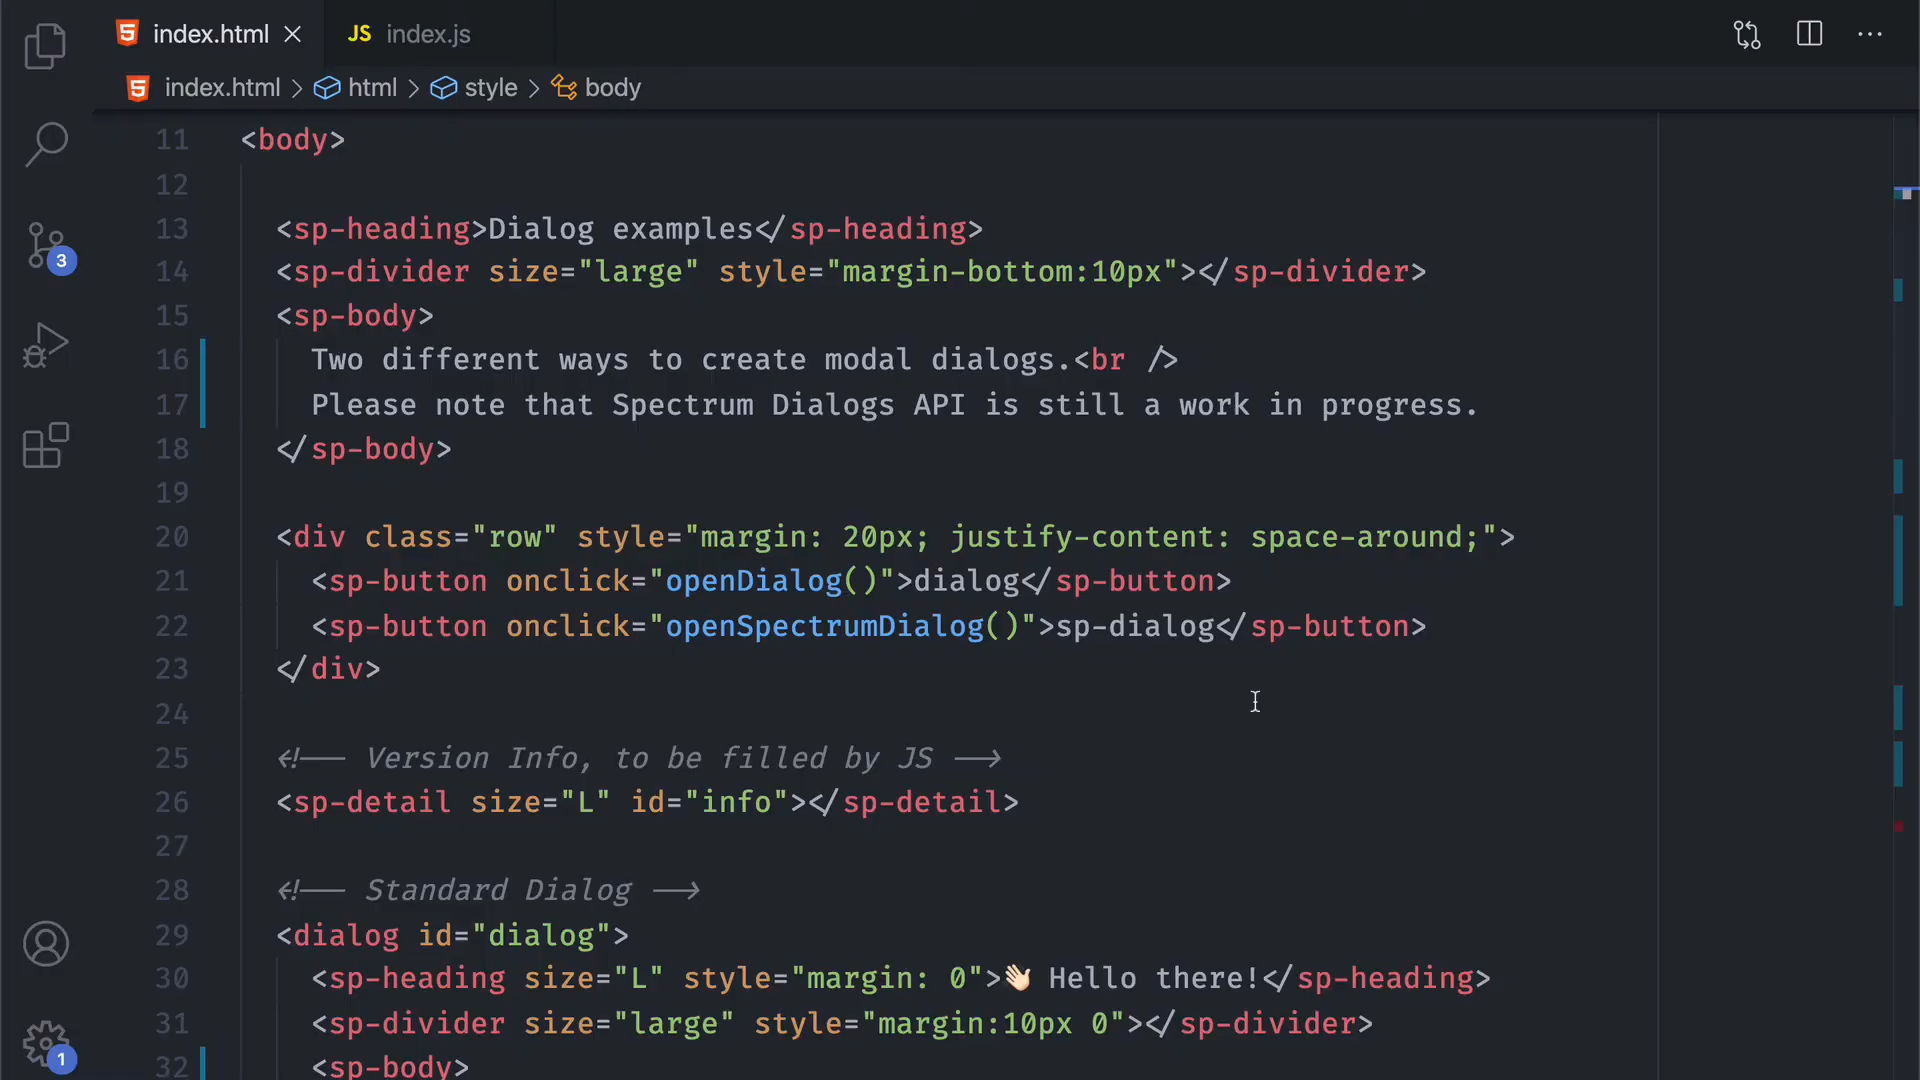 index.html
JS index.js
index.html > html > style > body
11 <body>
12
13 <sp-heading>Dialog examples</sp-heading>
14 <sp-divider size="large" style="margin-bottom:10px"></sp-divider>
15 <sp-body>
16 Two different ways to create modal dialogs.<br />
17 Please note that Spectrum Dialogs API is still a work in progress.
18 </sp-body>
19
20 <div class="row" style="margin: 20px; justify-content: space-around;">
21 <sp-button onclick="openDialog()">dialog</sp-button>
22 <sp-button onclick="openSpectrumDialog()">sp-dialog</sp-button>
23 </div>
24
25 <!-- Version Info, to be filled by JS -->
26 <sp-detail size="L" id="info"></sp-detail>
27
28 <!-- Standard Dialog -->
29 <dialog id="dialog">
30 <sp-heading size="L" style="margin: 0">👋🏻 Hello there!</sp-heading>
31 <sp-divider size="large" style="margin:10px 0"></sp-divider>
32 <sp-body>
3
1